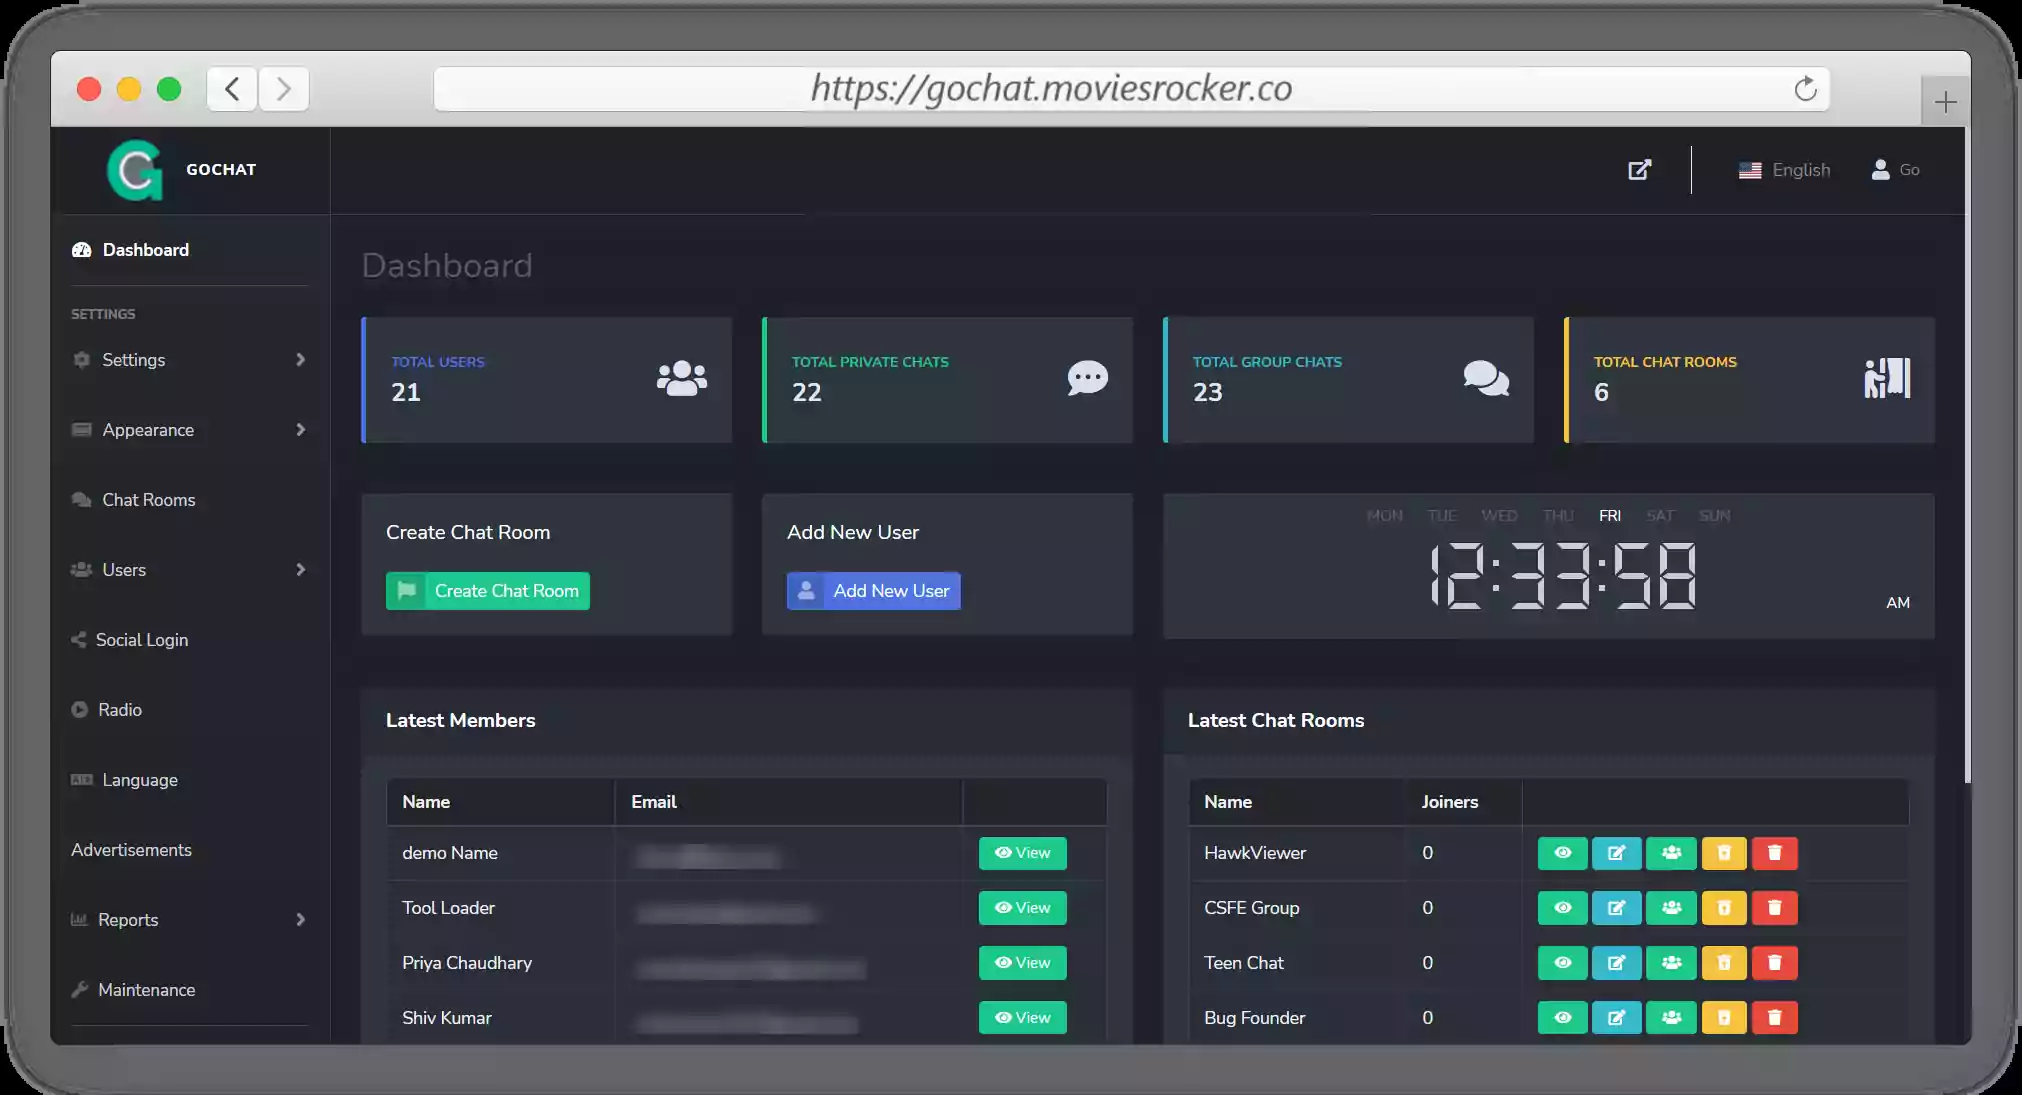 https://gochat.moviesrocker.co
GOCHAT
English
Go
Dashboard
SETTINGS
Settings
Appearance
Chat Rooms
Users
Social Login
Radio
Language
Advertisements
Reports
Maintenance
Dashboard
TOTAL USERS
21
TOTAL PRIVATE CHATS
22
TOTAL GROUP CHATS
23
TOTAL CHAT ROOMS
6
Create Chat Room
Create Chat Room
Add New User
Add New User
MON TUE WED THU FRI SAT SUN
12:33:58
AM
Latest Members
Name Email
demo Name View
Tool Loader View
Priya Chaudhary View
Shiv Kumar View
Latest Chat Rooms
Name Joiners
HawkViewer 0
CSFE Group 0
Teen Chat 0
Bug Founder 0